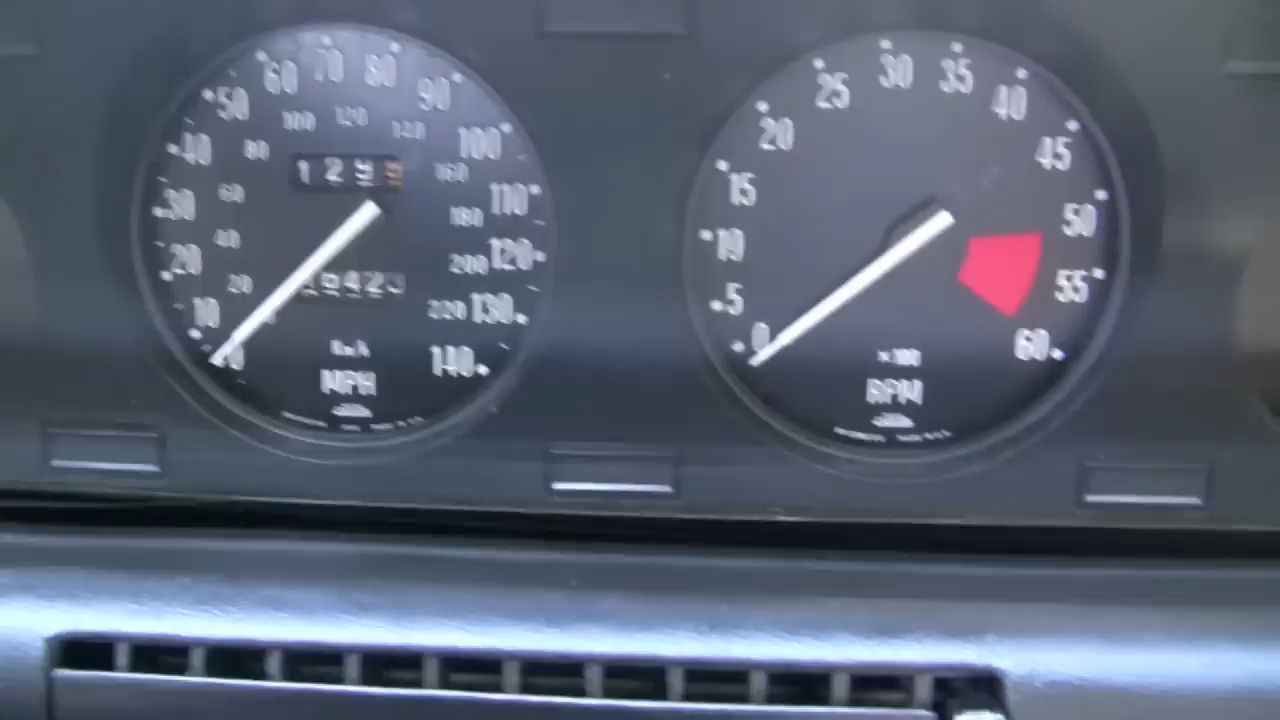 10 20 30 40 50 60 70 80 90 100 110 120 130 140
20 40 60 80 100 120 140 160 180 200 220
MPH
0 5 10 15 20 25 30 35 40 45 50 55 60
×100
RPM